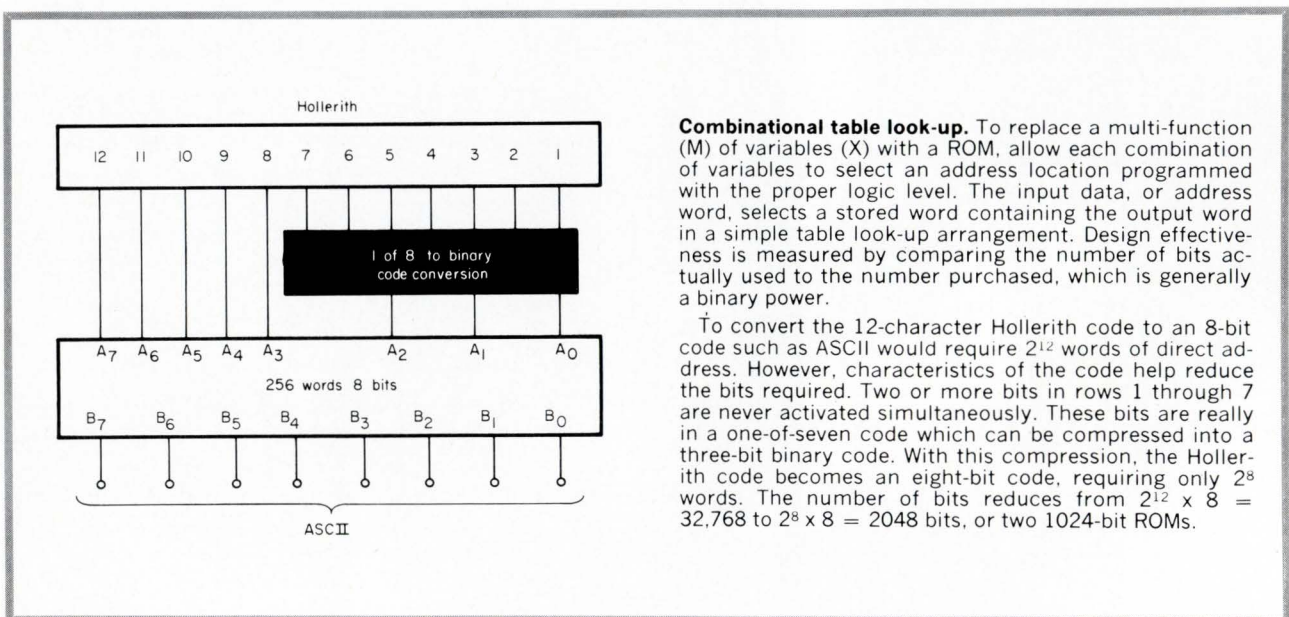 Hollerith
12 11 10 9 8 7 6 5 4 3 2 1
1 of 8 to binary
code conversion
A₇ A₆ A₅ A₄ A₃ A₂ A₁ A₀
256 words 8 bits
B₇ B₆ B₅ B₄ B₃ B₂ B₁ B₀
ASCII
Combinational table look-up. To replace a multi-function
(M) of variables (X) with a ROM, allow each combination
of variables to select an address location programmed
with the proper logic level. The input data, or address
word, selects a stored word containing the output word
in a simple table look-up arrangement. Design effective-
ness is measured by comparing the number of bits ac-
tually used to the number purchased, which is generally
a binary power.
To convert the 12-character Hollerith code to an 8-bit
code such as ASCII would require 2¹² words of direct ad-
dress. However, characteristics of the code help reduce
the bits required. Two or more bits in rows 1 through 7
are never activated simultaneously. These bits are really
in a one-of-seven code which can be compressed into a
three-bit binary code. With this compression, the Holler-
ith code becomes an eight-bit code, requiring only 2⁸
words. The number of bits reduces from 2¹² x 8 =
32,768 to 2⁸ x 8 = 2048 bits, or two 1024-bit ROMs.